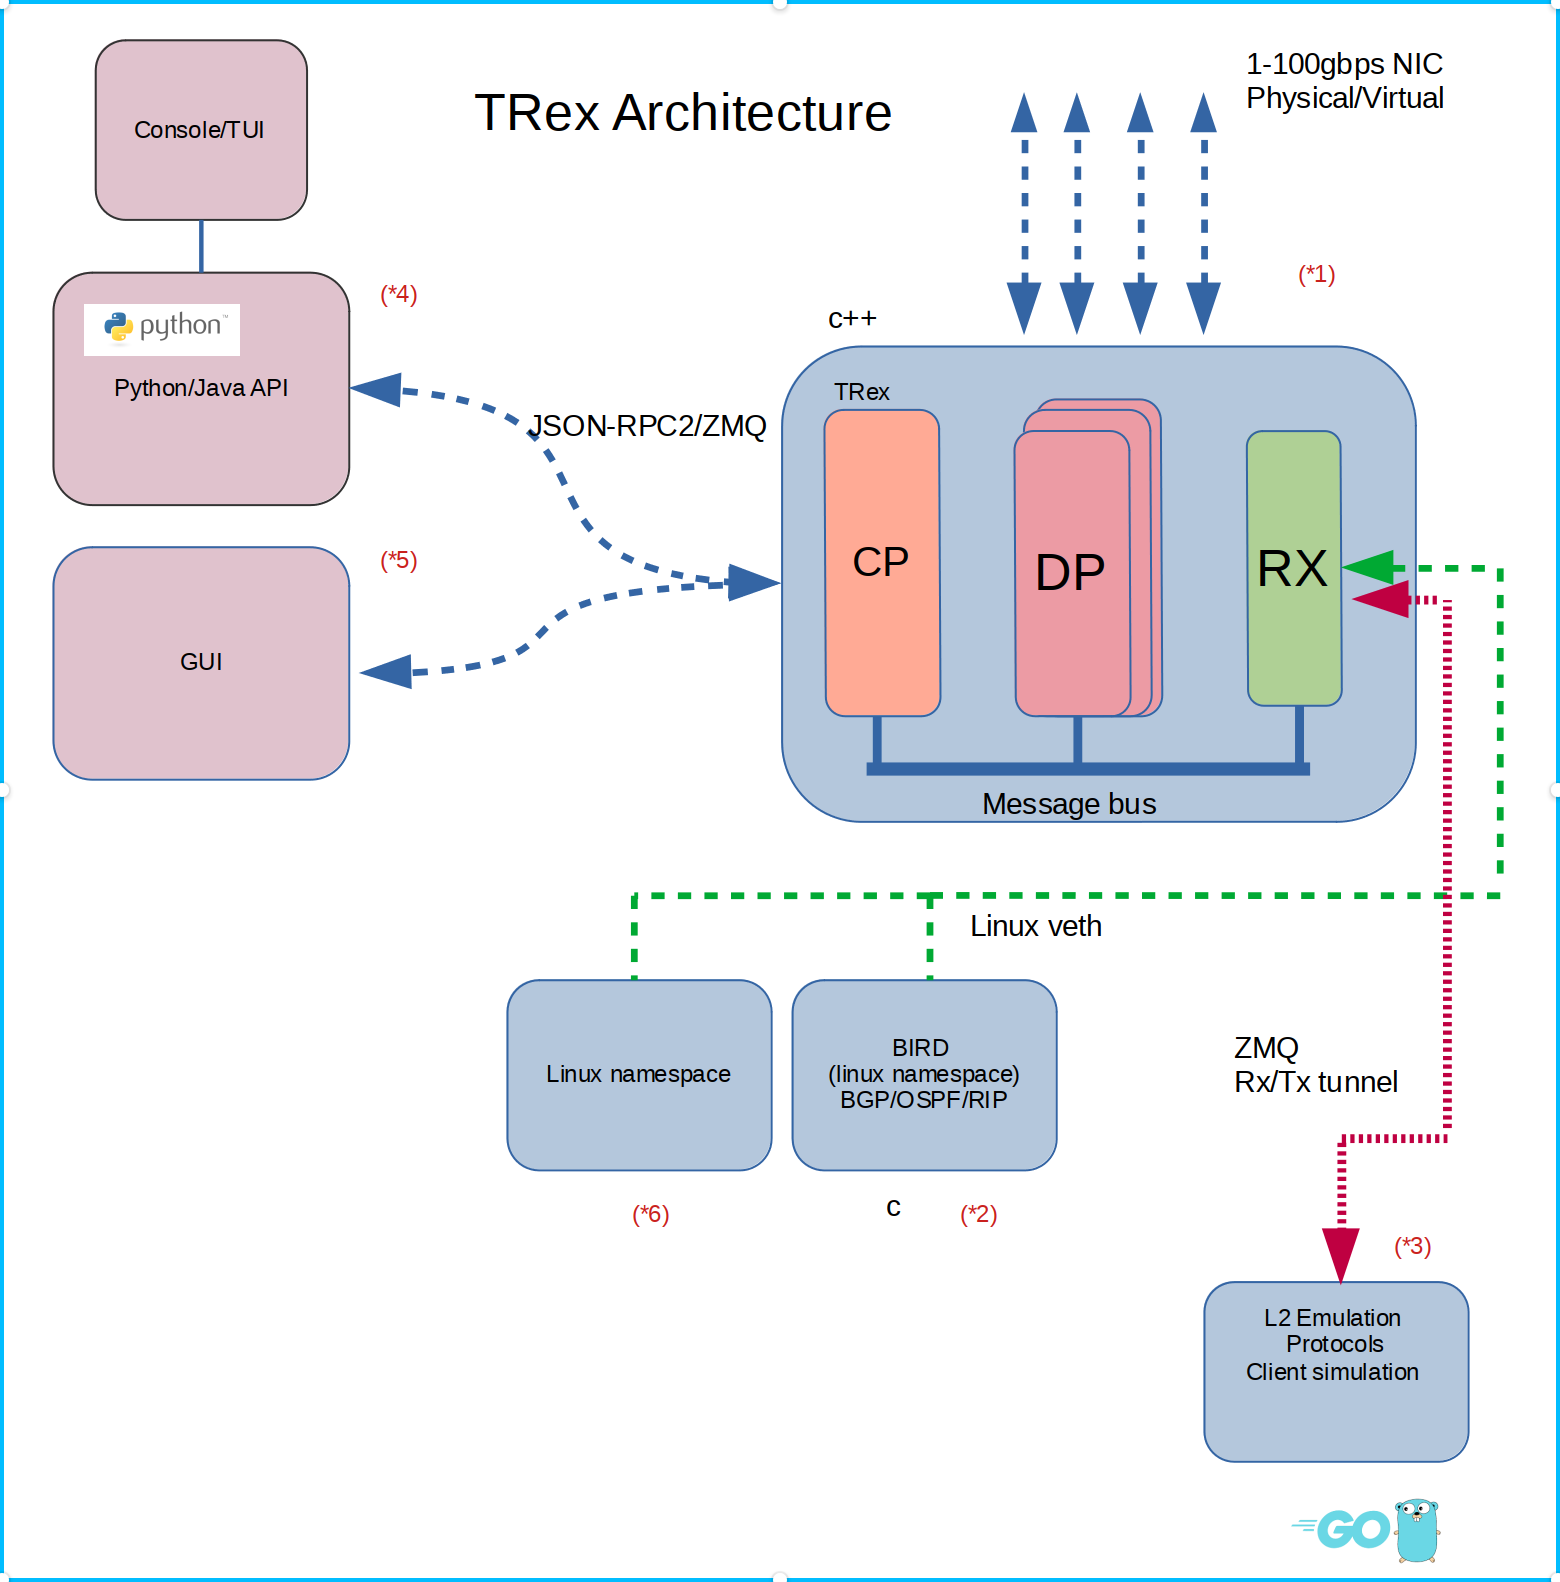 TRex Architecture
1-100gbps NIC
Physical/Virtual
Console/TUI
(*1)
(*4)
python™
Python/Java API
c++
JSON-RPC2/ZMQ
TRex
CP
DP
RX
Message bus
(*5)
GUI
Linux veth
Linux namespace
BIRD
(linux namespace)
BGP/OSPF/RIP
ZMQ
Rx/Tx tunnel
(*6)
c
(*2)
(*3)
L2 Emulation
Protocols
Client simulation
GO